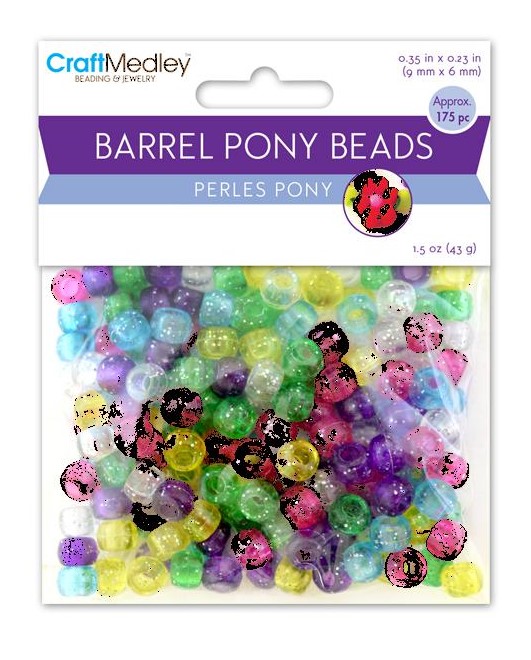 CraftMedley™
BEADING & JEWELRY
0.35 in x 0.23 in
(9 mm x 6 mm)
Approx.
175 pc
BARREL PONY BEADS
PERLES PONY
1.5 oz (43 g)